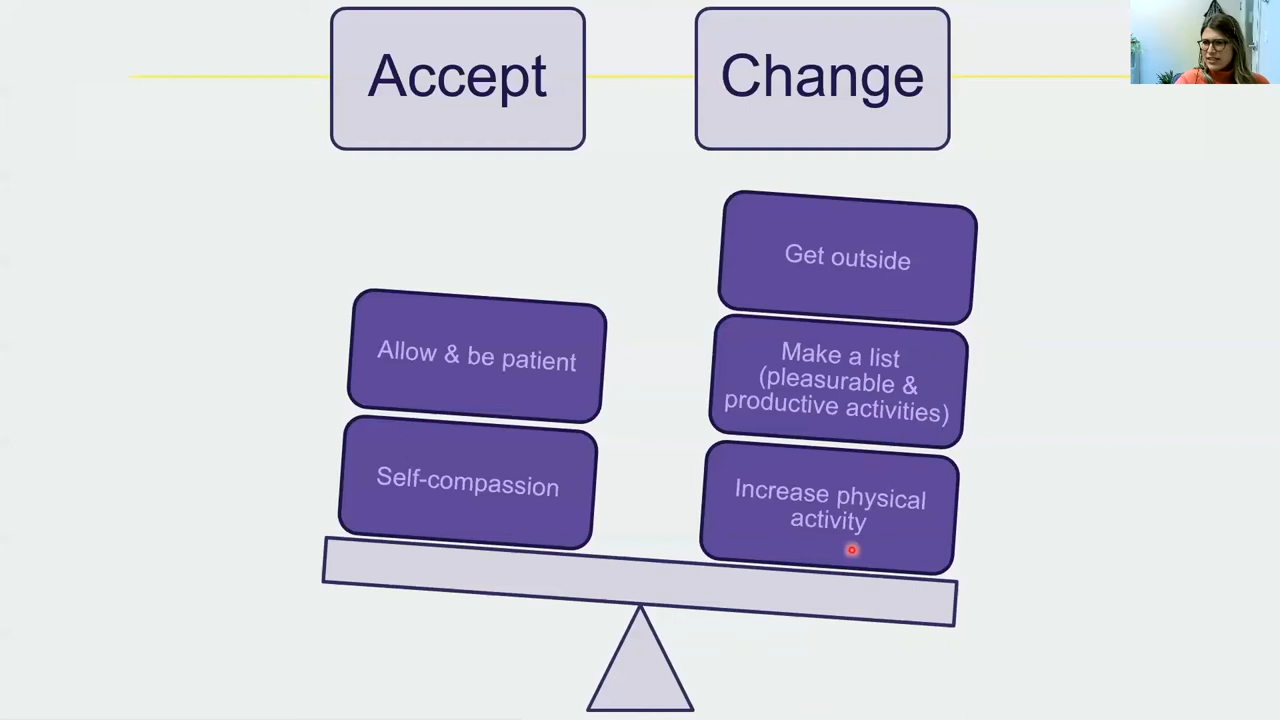 Accept
Change
Allow & be patient
Self-compassion
Get outside
Make a list
(pleasurable &
productive activities)
Increase physical
activity